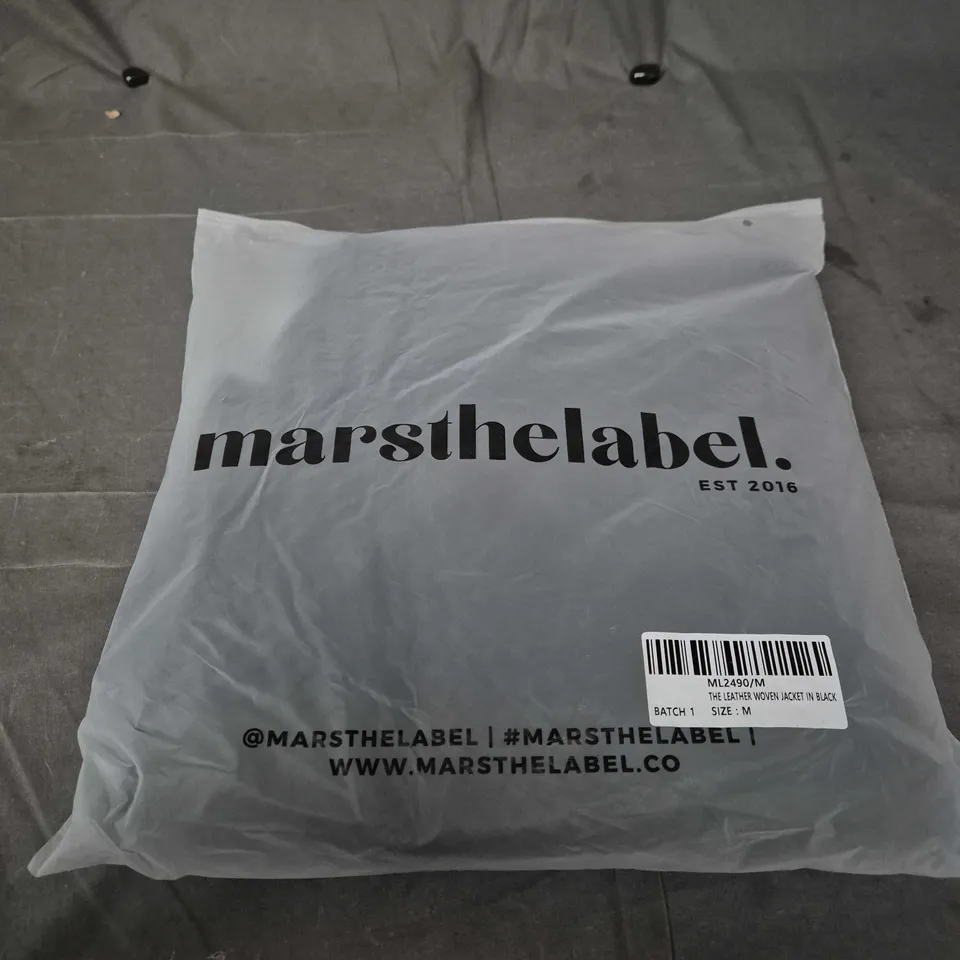 marsthelabel.
EST 2016
ML2490/M
THE LEATHER WOVEN JACKET IN BLACK
BATCH 1 SIZE : M
@MARSTHELABEL | #MARSTHELABEL |
WWW.MARSTHELABEL.CO